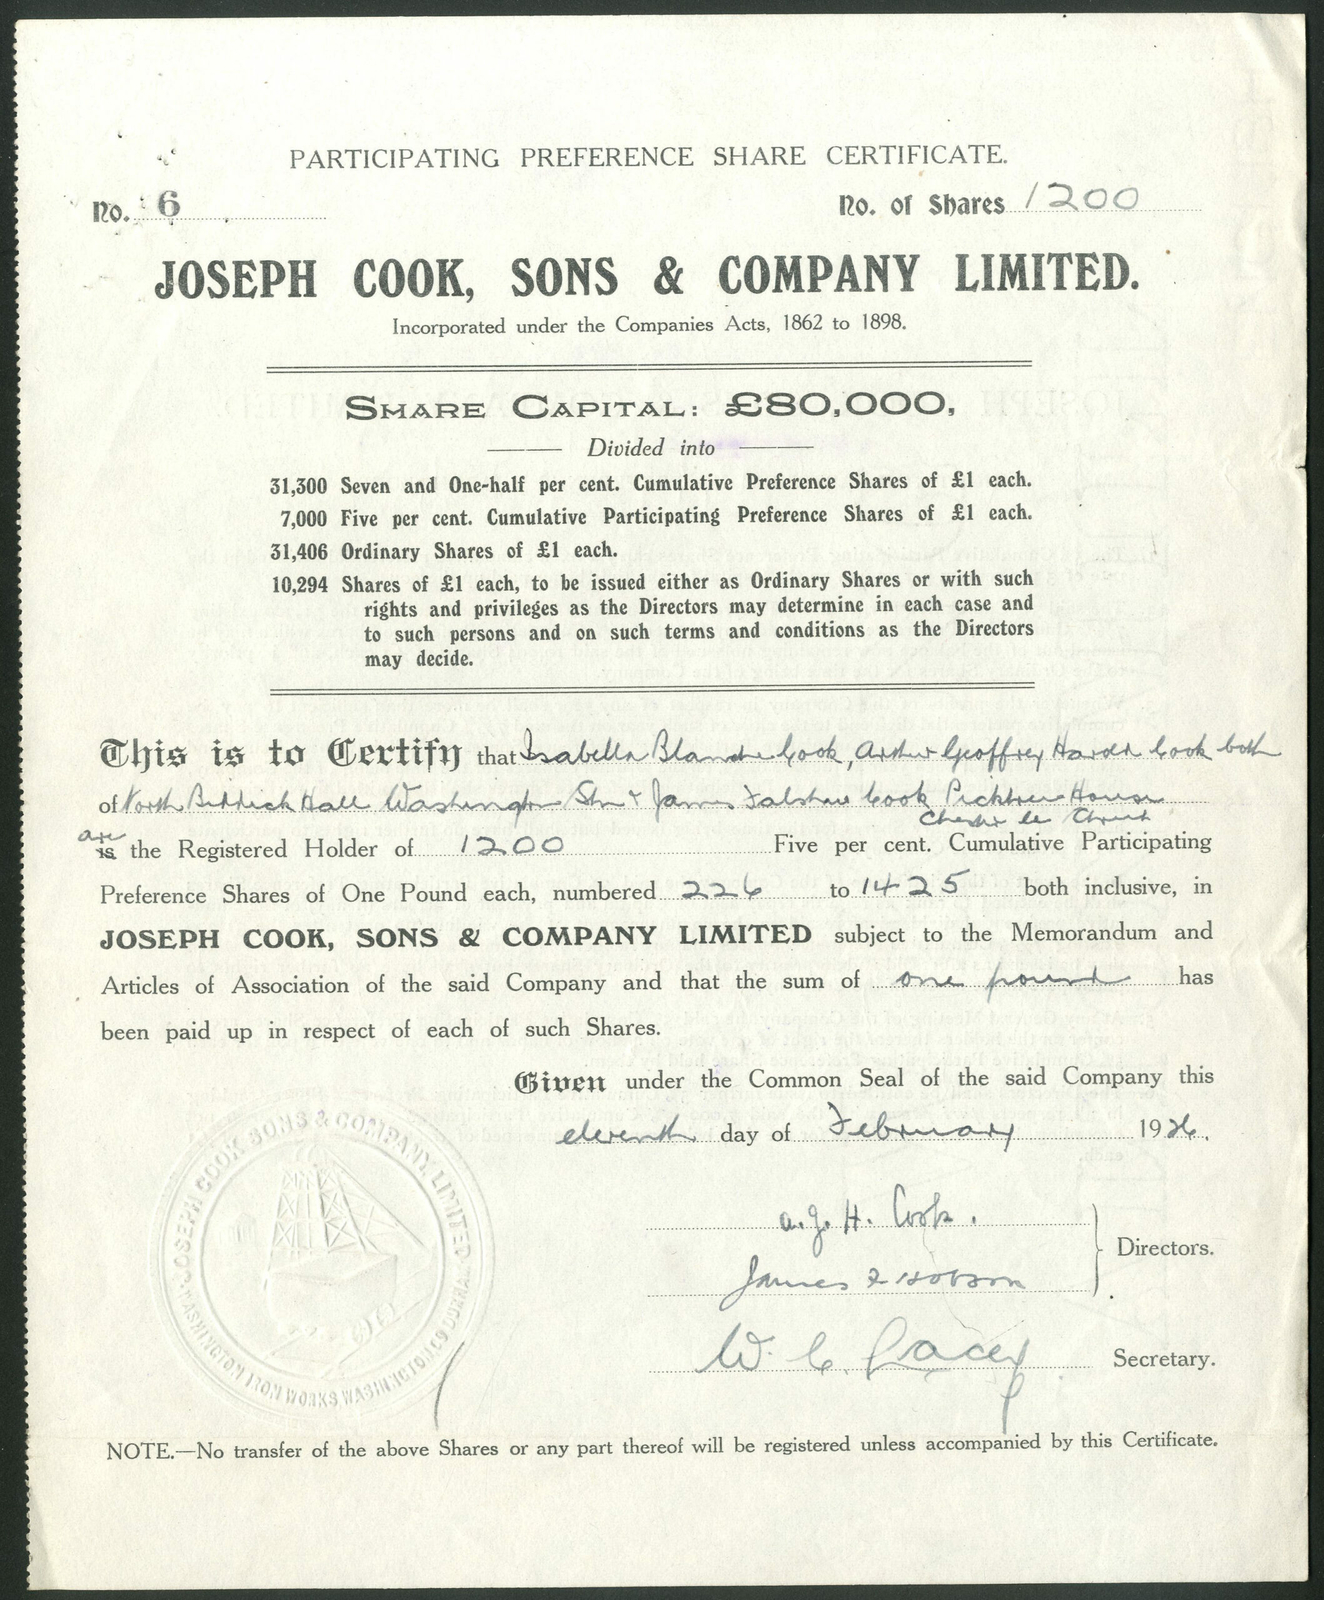 PARTICIPATING PREFERENCE SHARE CERTIFICATE.
No. 6 No. of Shares 1200
JOSEPH COOK, SONS & COMPANY LIMITED.
Incorporated under the Companies Acts, 1862 to 1898.
SHARE CAPITAL: £80,000,
Divided into
31,300 Seven and One-half per cent. Cumulative Preference Shares of £1 each.
7,000 Five per cent. Cumulative Participating Preference Shares of £1 each.
31,406 Ordinary Shares of £1 each.
10,294 Shares of £1 each, to be issued either as Ordinary Shares or with such
rights and privileges as the Directors may determine in each case and
to such persons and on such terms and conditions as the Directors
may decide.
This is to Certify that Isabella Blanche Cook, Arthur Geoffrey Harold Cook both
of North Biddick Hall Washington Stn & James Falshaw Cook Picktree House
Chester le Street
are
is the Registered Holder of 1200 Five per cent. Cumulative Participating
Preference Shares of One Pound each, numbered 226 to 1425 both inclusive, in
JOSEPH COOK, SONS & COMPANY LIMITED subject to the Memorandum and
Articles of Association of the said Company and that the sum of one pound has
been paid up in respect of each of such Shares.
Given under the Common Seal of the said Company this
eleventh day of February 1926.
A. G. H. Cook.
James F Hobson
Directors.
W. C. Lacey Secretary.
JOSEPH COOK SONS & COMPANY, LIMITED
WASHINGTON IRON WORKS WASHINGTON CO DURHAM
NOTE.—No transfer of the above Shares or any part thereof will be registered unless accompanied by this Certificate.